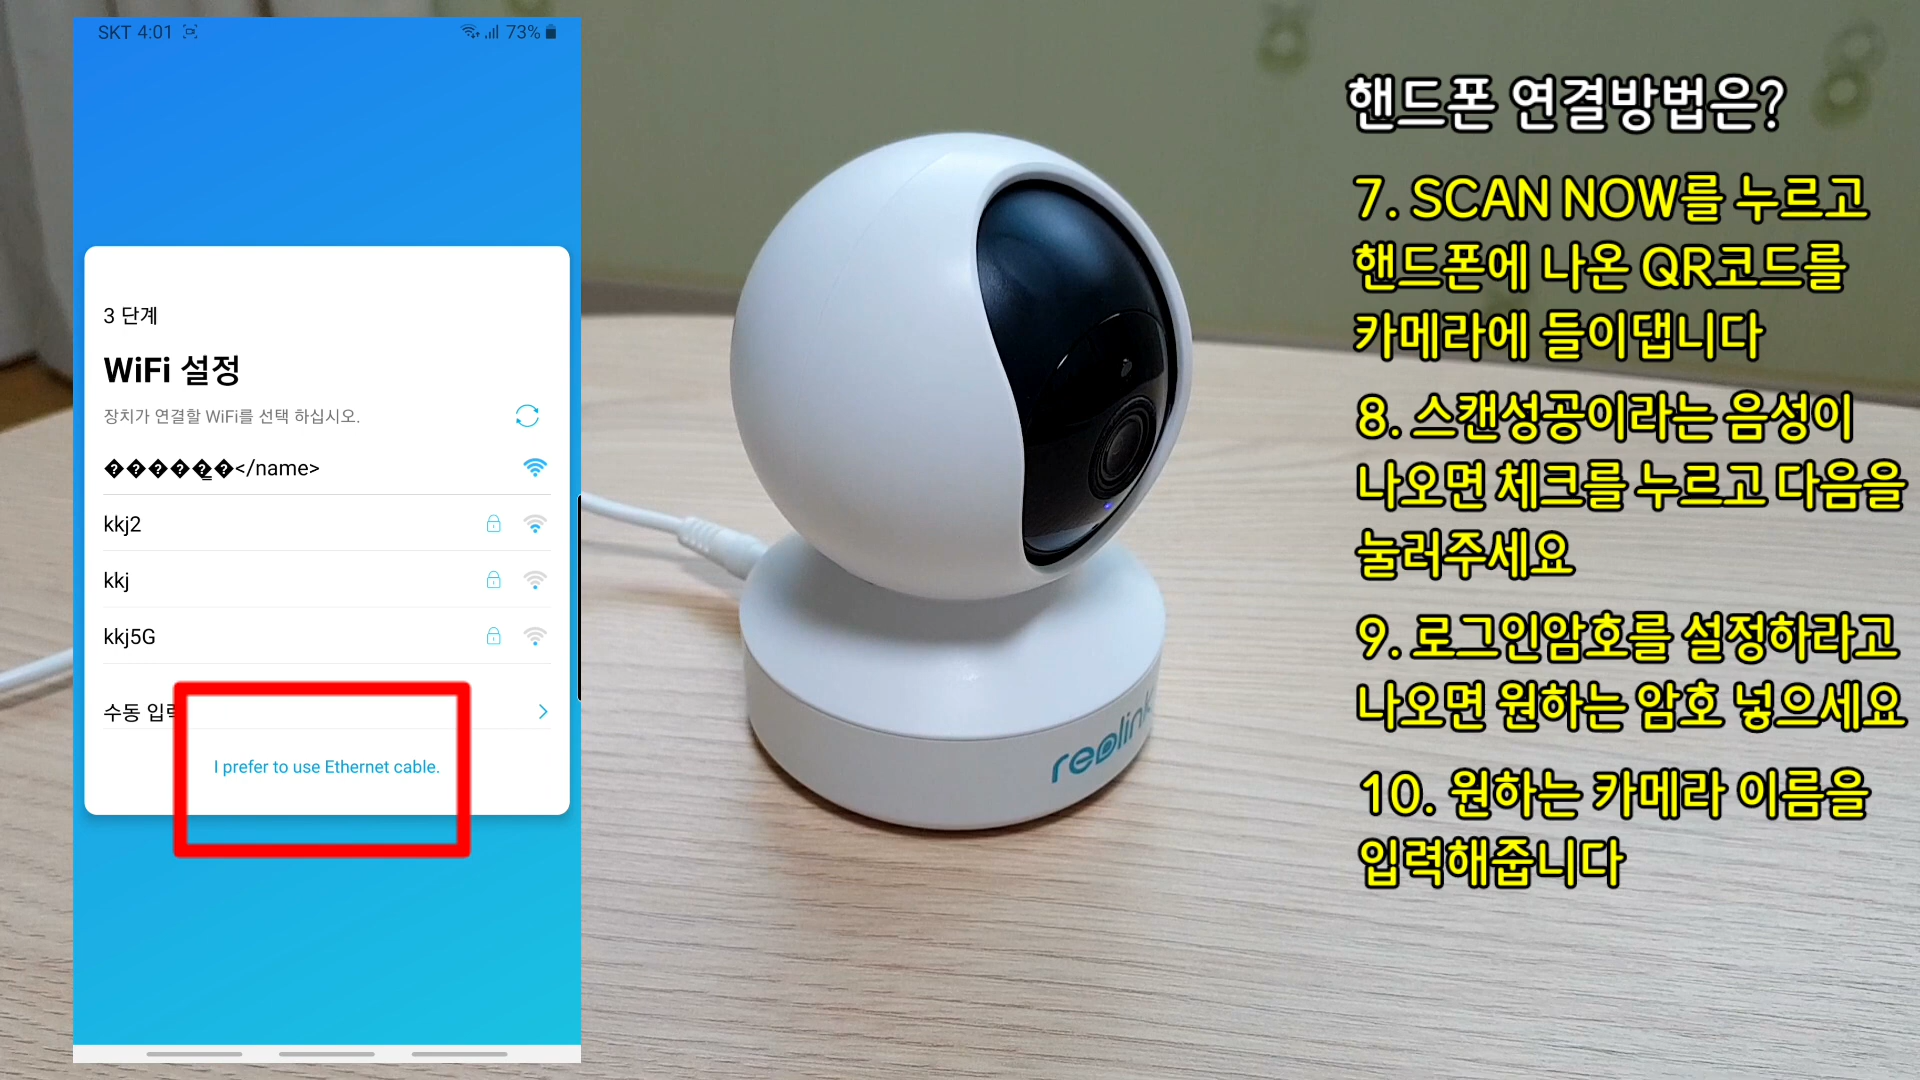 SKT 4:01
73%
3 단계
WiFi 설정
장치가 연결할 WiFi를 선택 하십시오.
������</name>
kkj2
kkj
kkj5G
수동 입력
I prefer to use Ethernet cable.
reolink
핸드폰 연결방법은?
7. SCAN NOW를 누르고
핸드폰에 나온 QR코드를
카메라에 들이댑니다
8. 스캔성공이라는 음성이
나오면 체크를 누르고 다음을
눌러주세요
9. 로그인암호를 설정하라고
나오면 원하는 암호 넣으세요
10. 원하는 카메라 이름을
입력해줍니다